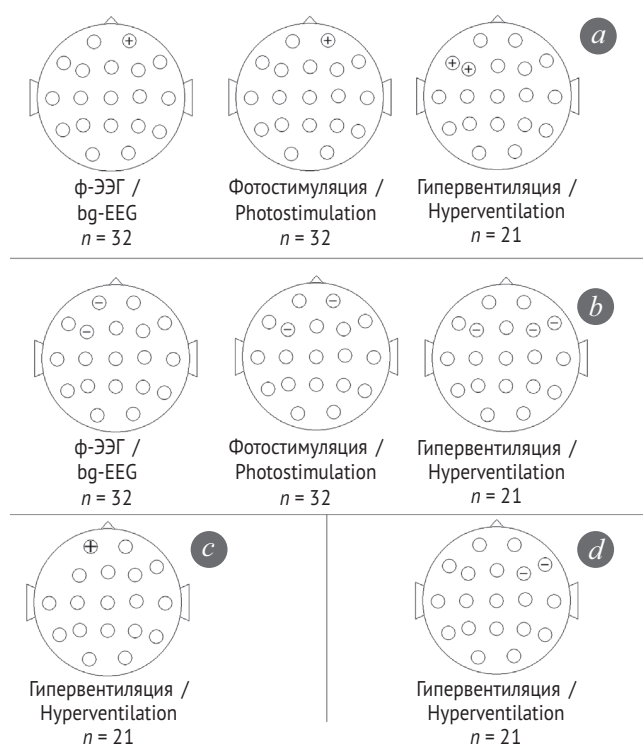 a
ф-ЭЭГ /
bg-EEG
n = 32
Фотостимуляция /
Photostimulation
n = 32
Гипервентиляция /
Hyperventilation
n = 21
b
ф-ЭЭГ /
bg-EEG
n = 32
Фотостимуляция /
Photostimulation
n = 32
Гипервентиляция /
Hyperventilation
n = 21
c
Гипервентиляция /
Hyperventilation
n = 21
d
Гипервентиляция /
Hyperventilation
n = 21